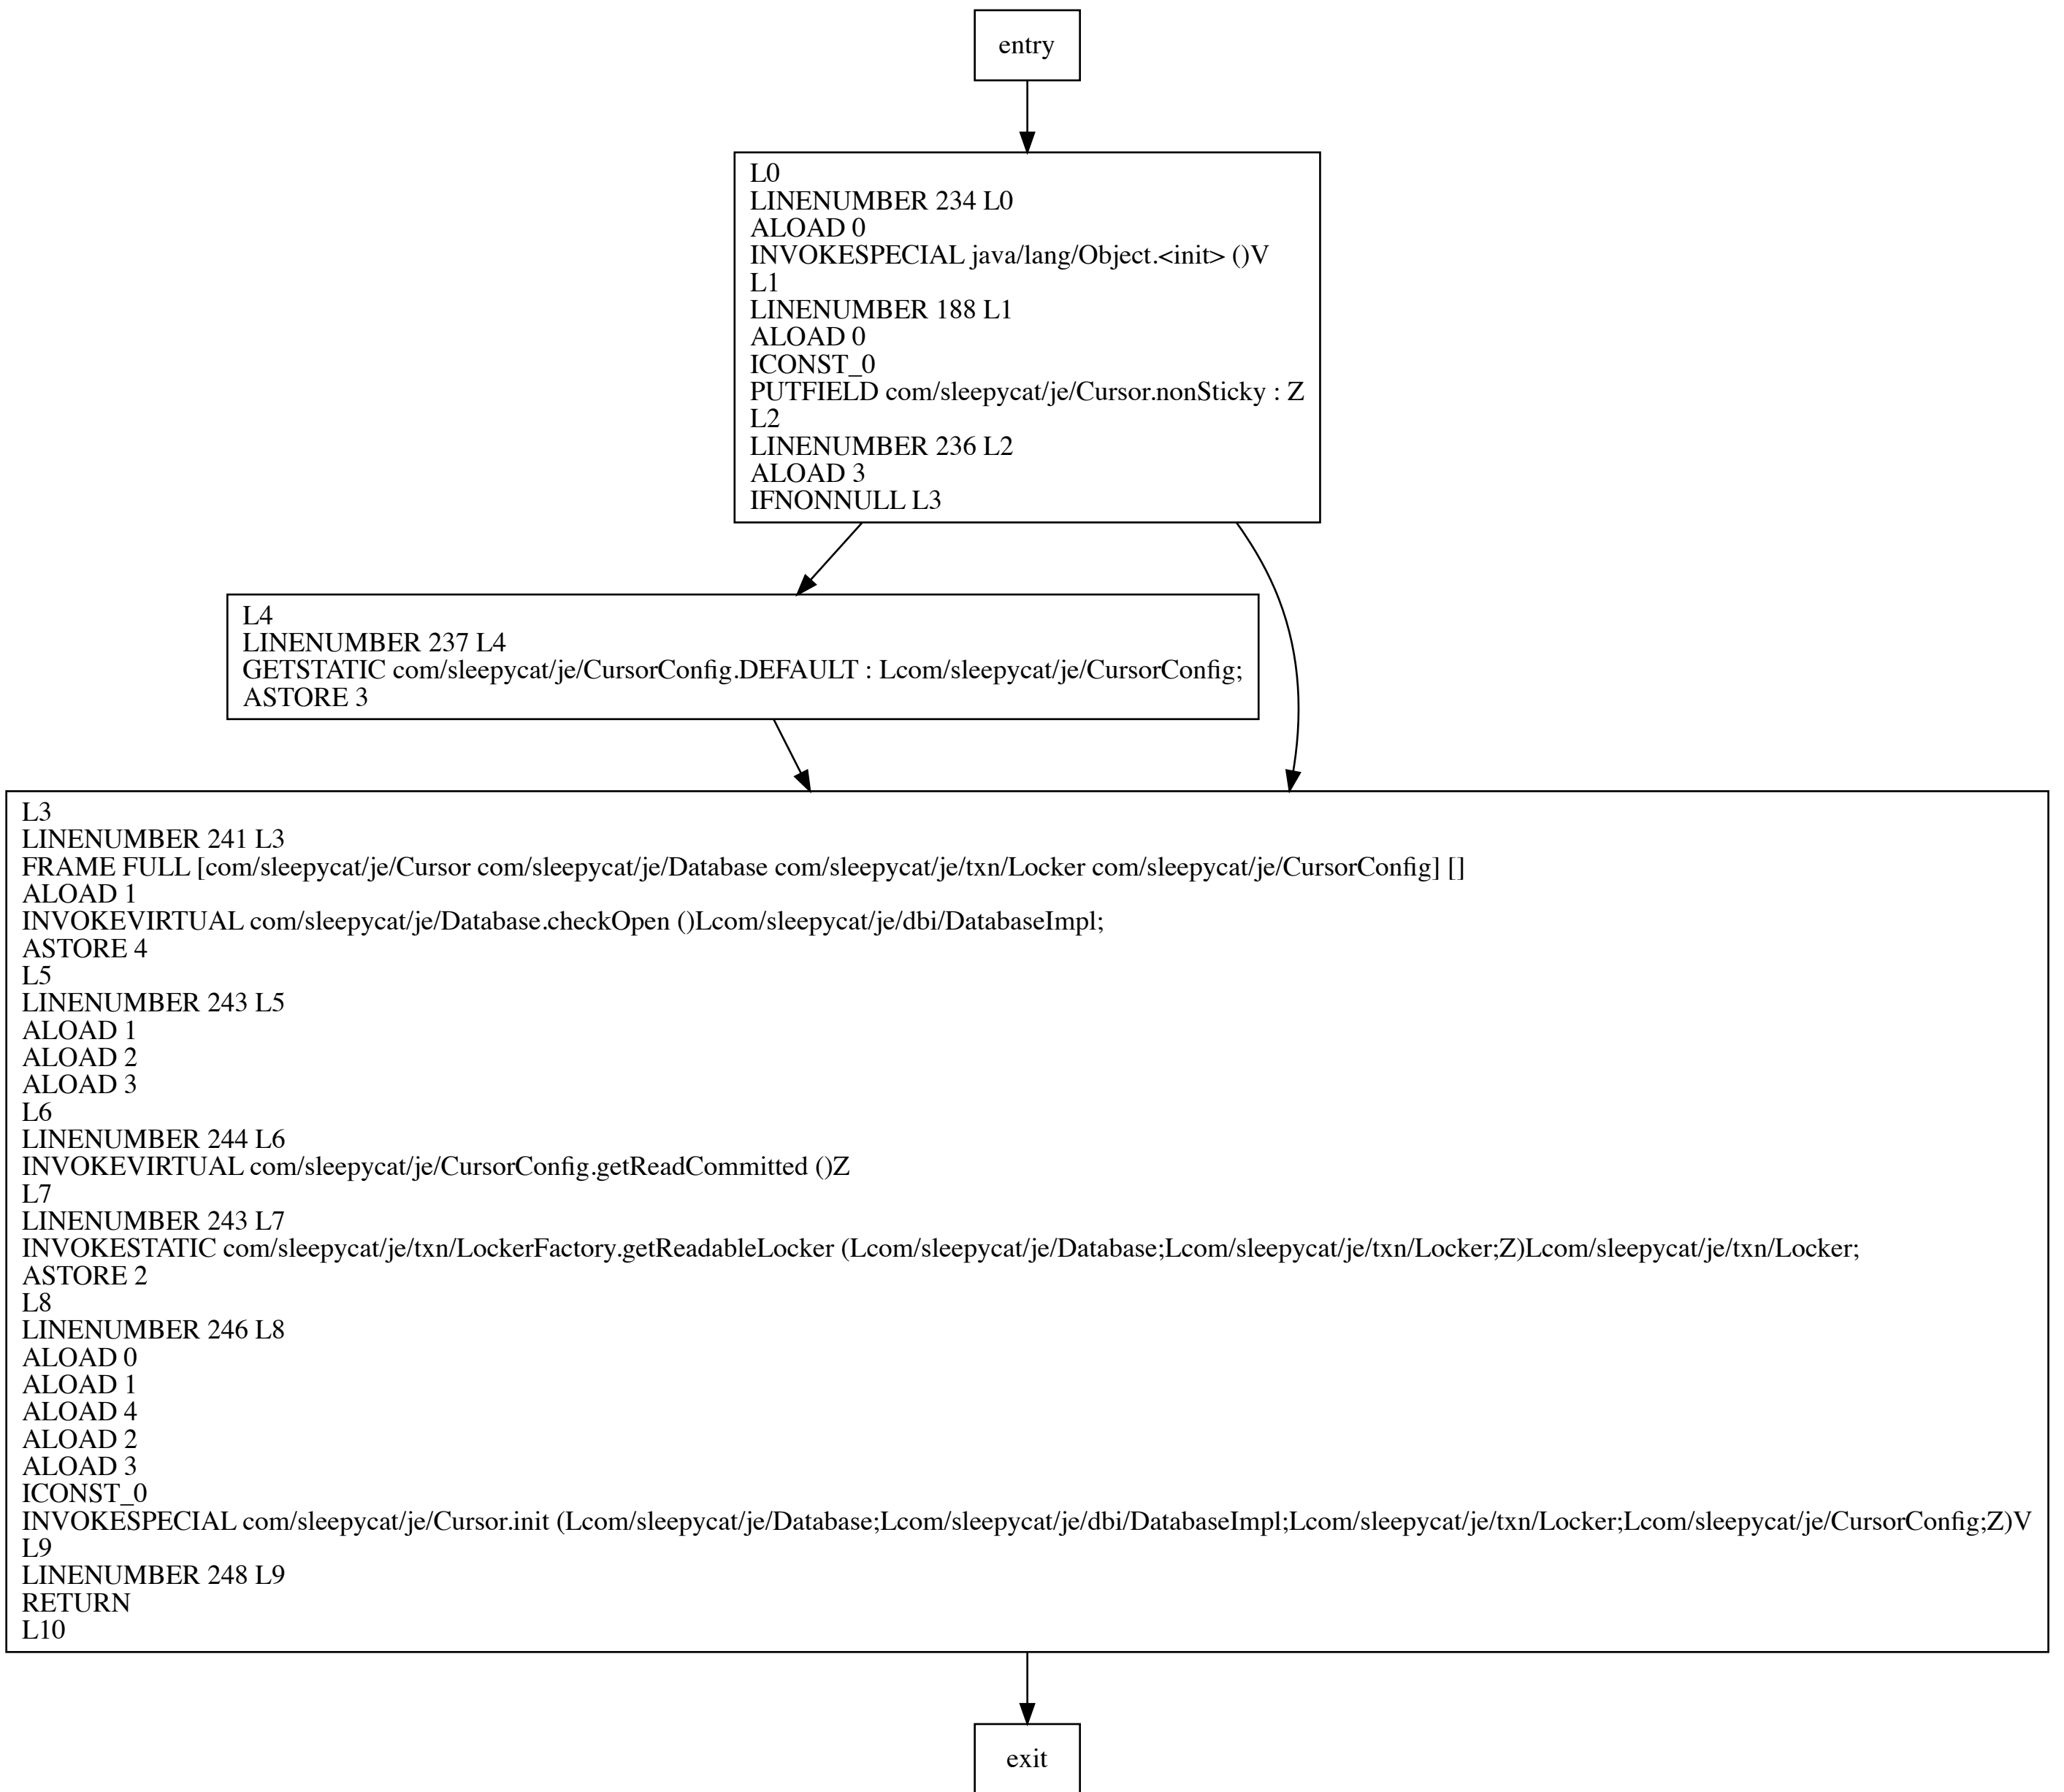 entry
L0
LINENUMBER 234 L0
ALOAD 0
INVOKESPECIAL java/lang/Object.<init> ()V
L1
LINENUMBER 188 L1
ALOAD 0
ICONST_0
PUTFIELD com/sleepycat/je/Cursor.nonSticky : Z
L2
LINENUMBER 236 L2
ALOAD 3
IFNONNULL L3
L4
LINENUMBER 237 L4
GETSTATIC com/sleepycat/je/CursorConfig.DEFAULT : Lcom/sleepycat/je/CursorConfig;
ASTORE 3
L3
LINENUMBER 241 L3
FRAME FULL [com/sleepycat/je/Cursor com/sleepycat/je/Database com/sleepycat/je/txn/Locker com/sleepycat/je/CursorConfig] []
ALOAD 1
INVOKEVIRTUAL com/sleepycat/je/Database.checkOpen ()Lcom/sleepycat/je/dbi/DatabaseImpl;
ASTORE 4
L5
LINENUMBER 243 L5
ALOAD 1
ALOAD 2
ALOAD 3
L6
LINENUMBER 244 L6
INVOKEVIRTUAL com/sleepycat/je/CursorConfig.getReadCommitted ()Z
L7
LINENUMBER 243 L7
INVOKESTATIC com/sleepycat/je/txn/LockerFactory.getReadableLocker (Lcom/sleepycat/je/Database;Lcom/sleepycat/je/txn/Locker;Z)Lcom/sleepycat/je/txn/Locker;
ASTORE 2
L8
LINENUMBER 246 L8
ALOAD 0
ALOAD 1
ALOAD 4
ALOAD 2
ALOAD 3
ICONST_0
INVOKESPECIAL com/sleepycat/je/Cursor.init (Lcom/sleepycat/je/Database;Lcom/sleepycat/je/dbi/DatabaseImpl;Lcom/sleepycat/je/txn/Locker;Lcom/sleepycat/je/CursorConfig;Z)V
L9
LINENUMBER 248 L9
RETURN
L10
exit